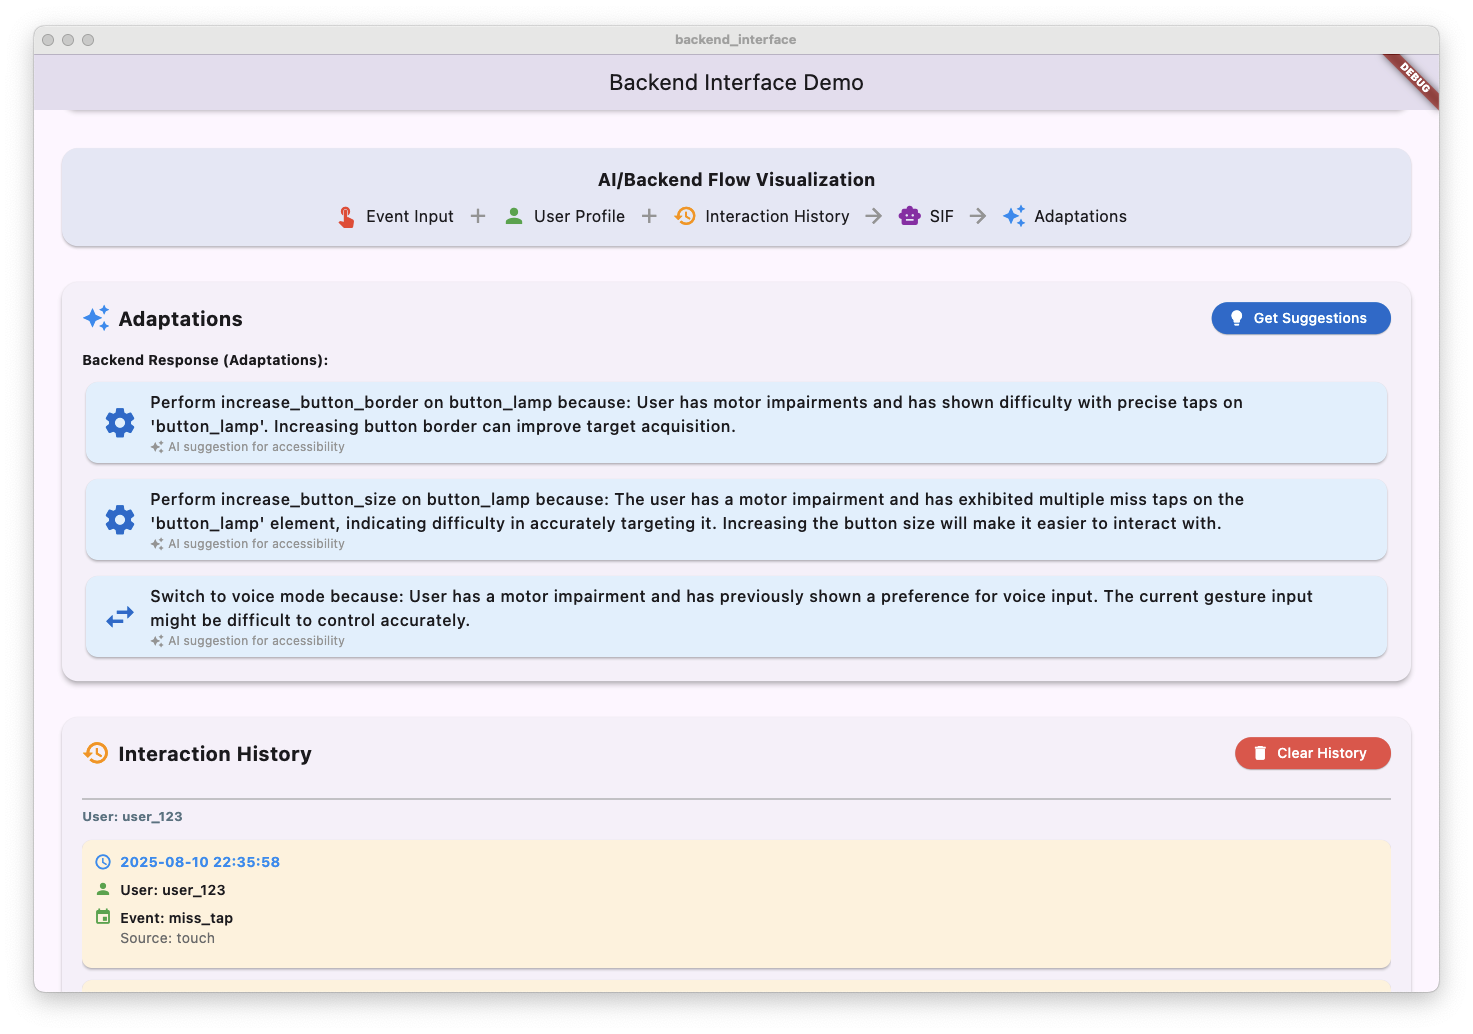 backend_interface
Backend Interface Demo
DEBUG
AI/Backend Flow Visualization
Event Input + User Profile + Interaction History → SIF → Adaptations
Adaptations
Get Suggestions
Backend Response (Adaptations):
Perform increase_button_border on button_lamp because: User has motor impairments and has shown difficulty with precise taps on
'button_lamp'. Increasing button border can improve target acquisition.
AI suggestion for accessibility
Perform increase_button_size on button_lamp because: The user has a motor impairment and has exhibited multiple miss taps on the
'button_lamp' element, indicating difficulty in accurately targeting it. Increasing the button size will make it easier to interact with.
AI suggestion for accessibility
Switch to voice mode because: User has a motor impairment and has previously shown a preference for voice input. The current gesture input
might be difficult to control accurately.
AI suggestion for accessibility
Interaction History
Clear History
User: user_123
2025-08-10 22:35:58
User: user_123
Event: miss_tap
Source: touch